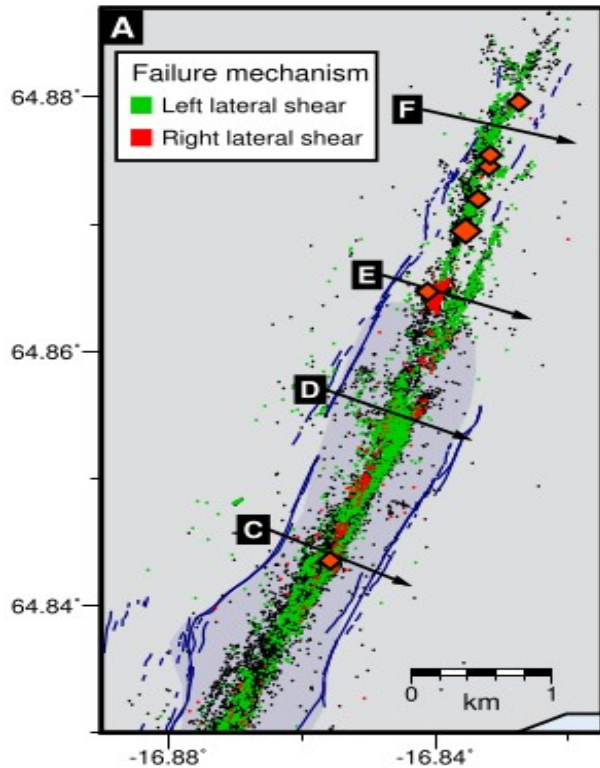 A
Failure mechanism
Left lateral shear
Right lateral shear
64.88°
F
E
64.86°
D
C
64.84°
0 1
km
-16.88° -16.84°